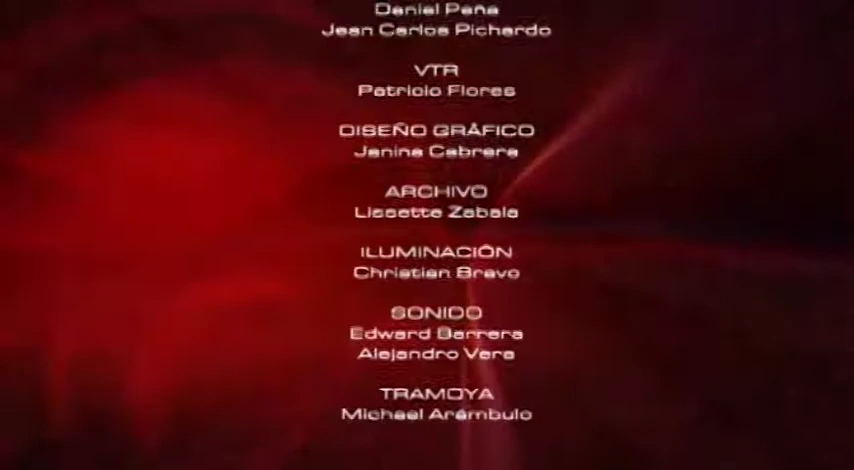 Daniel Peña
Jean Carlos Pichardo
VTR
Patricio Flores
DISEÑO GRÁFICO
Janina Cabrera
ARCHIVO
Lissette Zabala
ILUMINACIÓN
Christian Bravo
SONIDO
Edward Barrera
Alejandro Vera
TRAMOYA
Michael Arámbulo